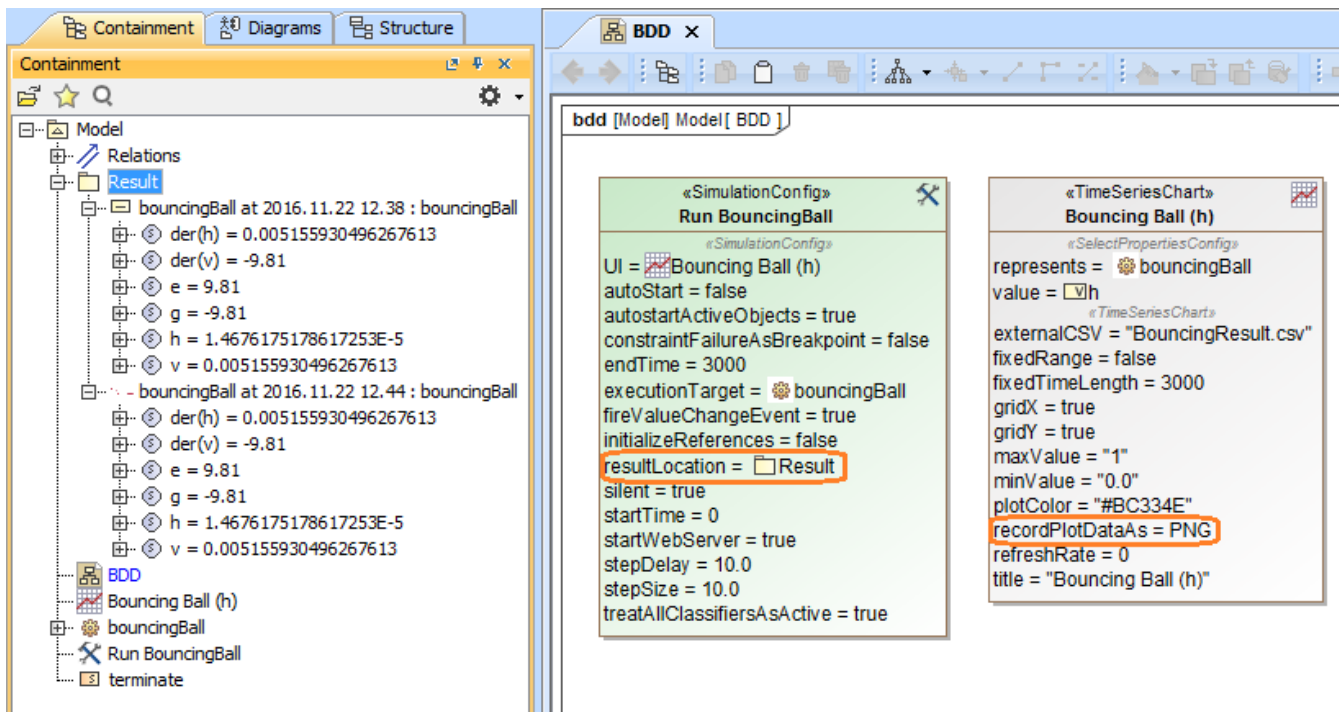 Containment
Diagrams
Structure
Containment
Model
Relations
Result
bouncingBall at 2016.11.22 12.38 : bouncingBall
der(h) = 0.005155930496267613
der(v) = -9.81
e = 9.81
g = -9.81
h = 1.4676175178617253E-5
v = 0.005155930496267613
bouncingBall at 2016.11.22 12.44 : bouncingBall
der(h) = 0.005155930496267613
der(v) = -9.81
e = 9.81
g = -9.81
h = 1.4676175178617253E-5
v = 0.005155930496267613
BDD
Bouncing Ball (h)
bouncingBall
Run BouncingBall
terminate
BDD
bdd [Model] Model[ BDD ]
«SimulationConfig»
Run BouncingBall
«SimulationConfig»
UI = Bouncing Ball (h)
autoStart = false
autostartActiveObjects = true
constraintFailureAsBreakpoint = false
endTime = 3000
executionTarget = bouncingBall
fireValueChangeEvent = true
initializeReferences = false
resultLocation = Result
silent = true
startTime = 0
startWebServer = true
stepDelay = 10.0
stepSize = 10.0
treatAllClassifiersAsActive = true
«TimeSeriesChart»
Bouncing Ball (h)
«SelectPropertiesConfig»
represents = bouncingBall
value = h
«TimeSeriesChart»
externalCSV = "BouncingResult.csv"
fixedRange = false
fixedTimeLength = 3000
gridX = true
gridY = true
maxValue = "1"
minValue = "0.0"
plotColor = "#BC334E"
recordPlotDataAs = PNG
refreshRate = 0
title = "Bouncing Ball (h)"